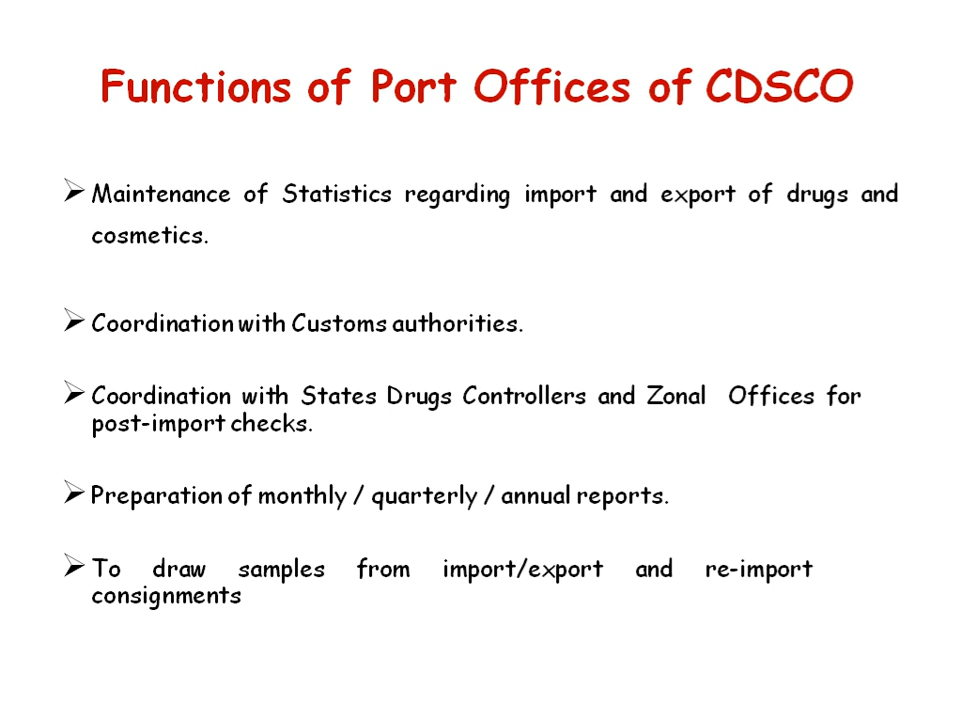 Functions of Port Offices of CDSCO
➢ Maintenance of Statistics regarding import and export of drugs and
cosmetics.
➢ Coordination with Customs authorities.
➢ Coordination with States Drugs Controllers and Zonal Offices for
post-import checks.
➢ Preparation of monthly / quarterly / annual reports.
➢ To draw samples from import/export and re-import
consignments